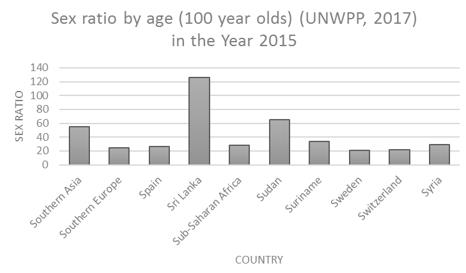 Sex ratio by age (100 year olds) (UNWPP, 2017)
in the Year 2015
140
120
100
80
60
40
20
0
SEX RATIO
Southern Asia
Southern Europe
Spain
Sri Lanka
Sub-Saharan Africa
Sudan
Suriname
Sweden
Switzerland
Syria
COUNTRY